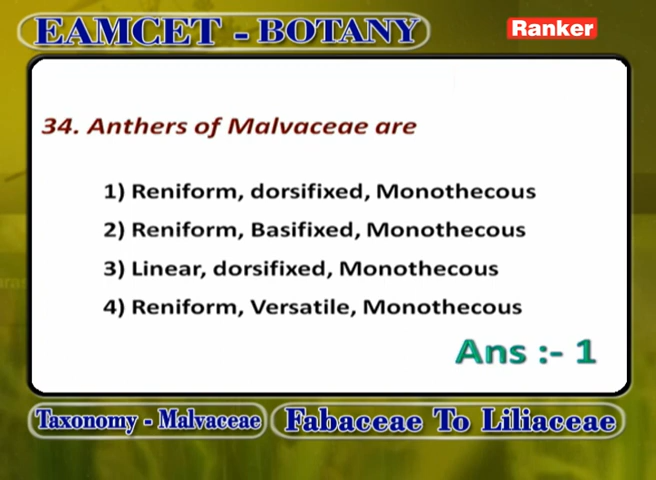 EAMCET - BOTANY
Ranker
34. Anthers of Malvaceae are
1) Reniform, dorsifixed, Monothecous
2) Reniform, Basifixed, Monothecous
3) Linear, dorsifixed, Monothecous
4) Reniform, Versatile, Monothecous
Ans :- 1
Taxonomy - Malvaceae
Fabaceae To Liliaceae